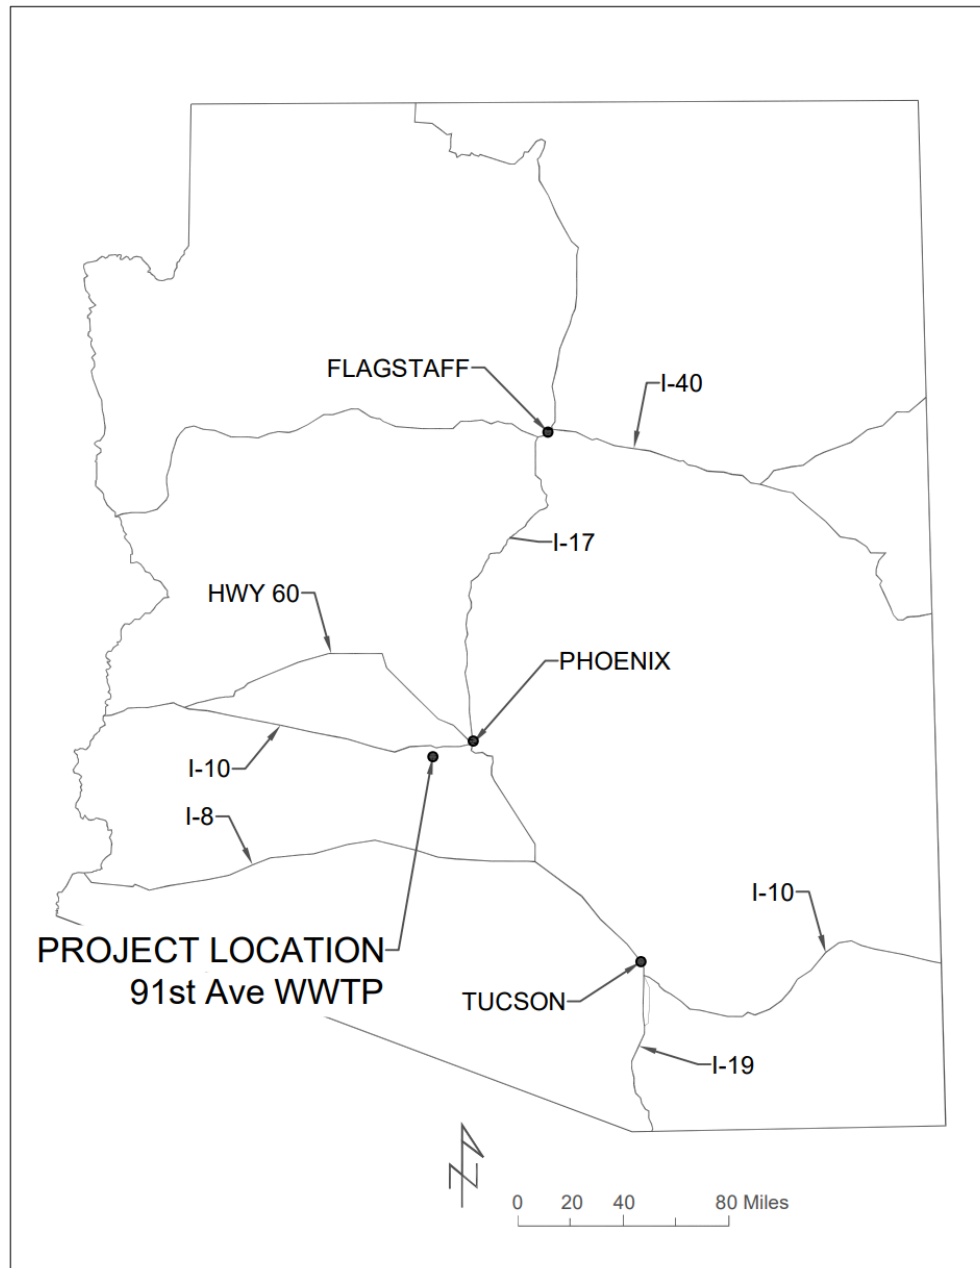 FLAGSTAFF
I-40
I-17
HWY 60
PHOENIX
I-10
I-8
I-10
PROJECT LOCATION
91st Ave WWTP
TUCSON
I-19
N
0 20 40 80 Miles